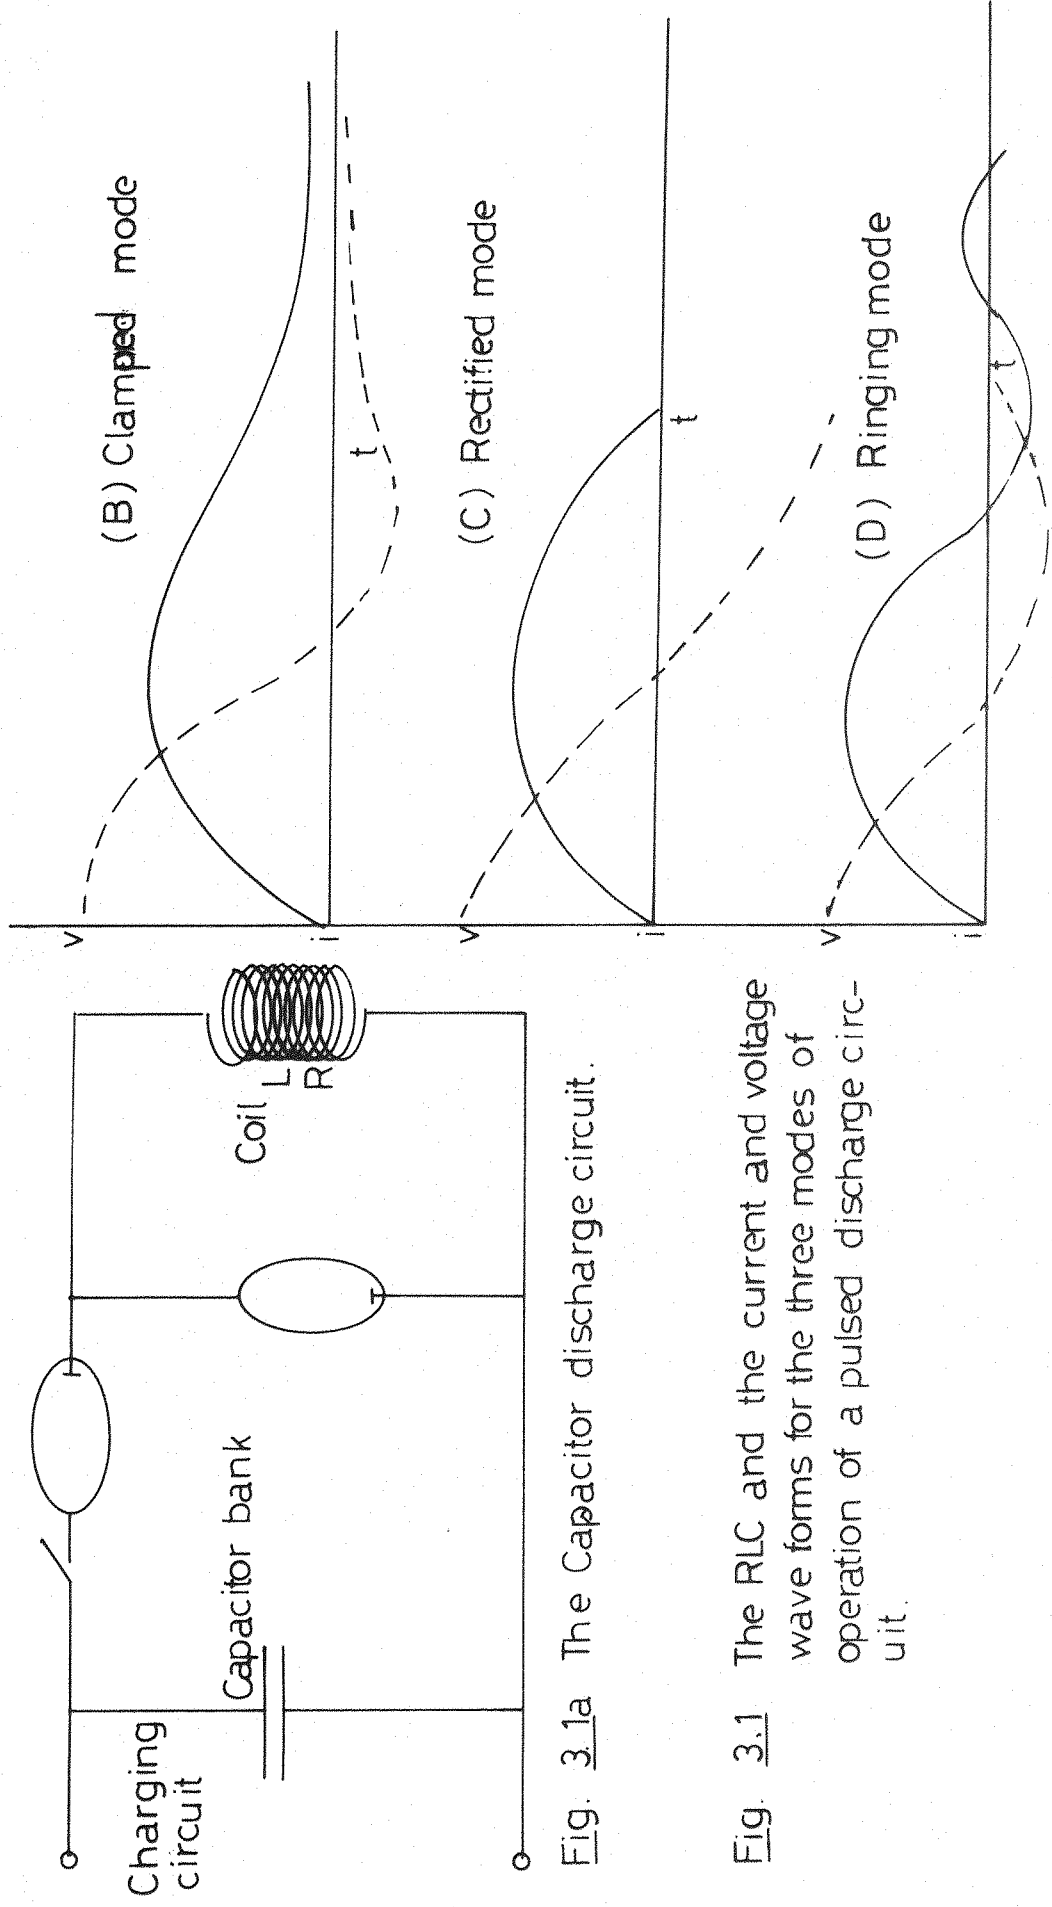 Charging
circuit
Capacitor bank
Coil
L
R
Fig. 3.1a The Capacitor discharge circuit.
Fig. 3.1 The RLC and the current and voltage
wave forms for the three modes of
operation of a pulsed discharge circ-
uit.
v
i
(B) Clamped mode
t
v
i
(C) Rectified mode
t
v
i
(D) Ringing mode
t